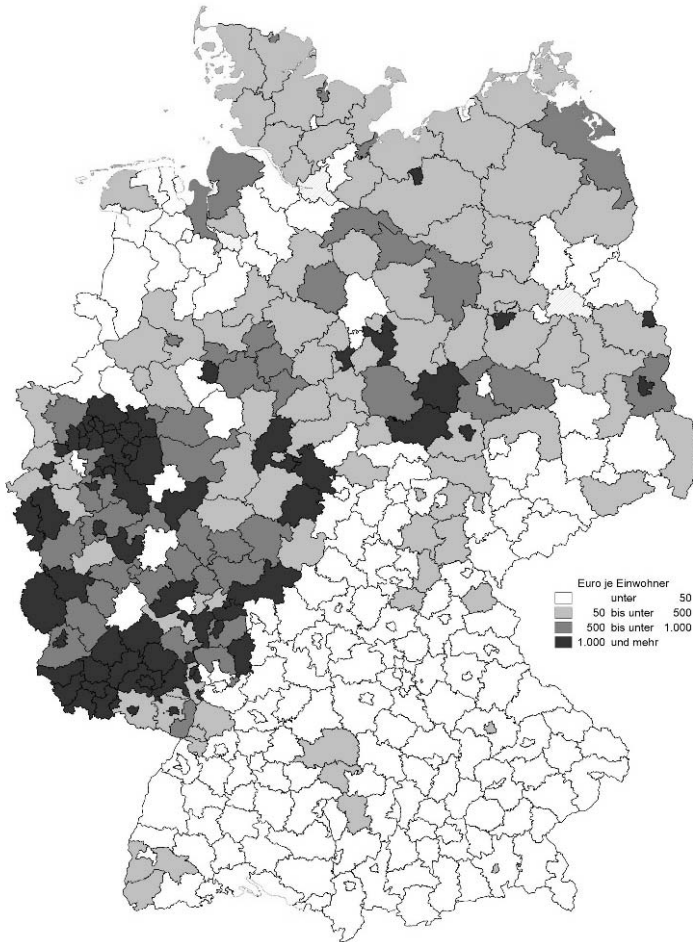 Euro je Einwohner
unter 50
50 bis unter 500
500 bis unter 1.000
1.000 und mehr